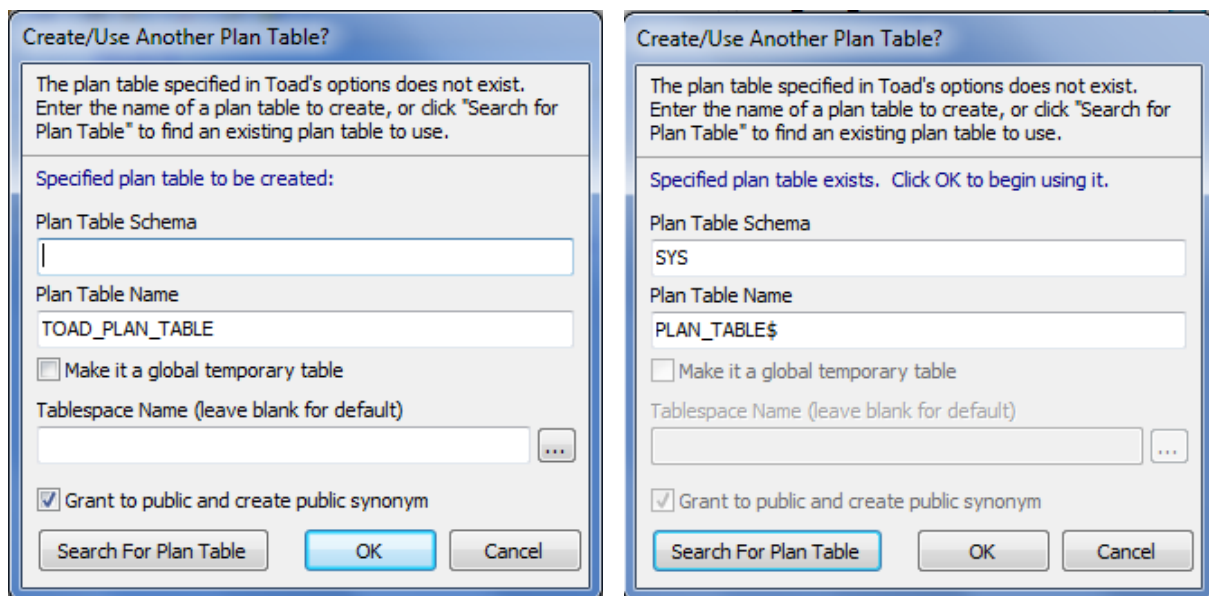 Create/Use Another Plan Table?
The plan table specified in Toad's options does not exist.
Enter the name of a plan table to create, or click "Search for
Plan Table" to find an existing plan table to use.
Specified plan table to be created:
Plan Table Schema
Plan Table Name
TOAD_PLAN_TABLE
Make it a global temporary table
Tablespace Name (leave blank for default)
...
Grant to public and create public synonym
Search For Plan Table
OK
Cancel
Create/Use Another Plan Table?
The plan table specified in Toad's options does not exist.
Enter the name of a plan table to create, or click "Search for
Plan Table" to find an existing plan table to use.
Specified plan table exists. Click OK to begin using it.
Plan Table Schema
SYS
Plan Table Name
PLAN_TABLE$
Make it a global temporary table
Tablespace Name (leave blank for default)
...
Grant to public and create public synonym
Search For Plan Table
OK
Cancel